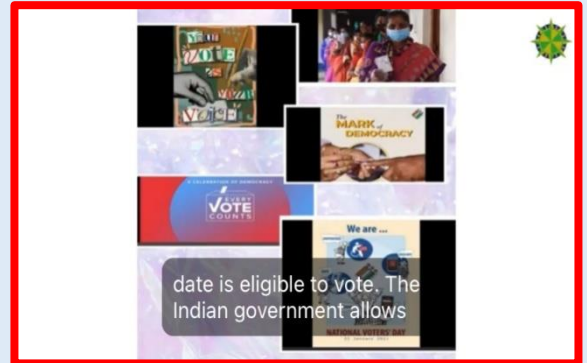 YOUR
VOTE
IS
YOUR
VOICE
The
MARK of
DEMOCRACY
A CELEBRATION OF DEMOCRACY
EVERY
VOTE
COUNTS
We are ...
date is eligible to vote. The
Indian government allows
NATIONAL VOTERS' DAY